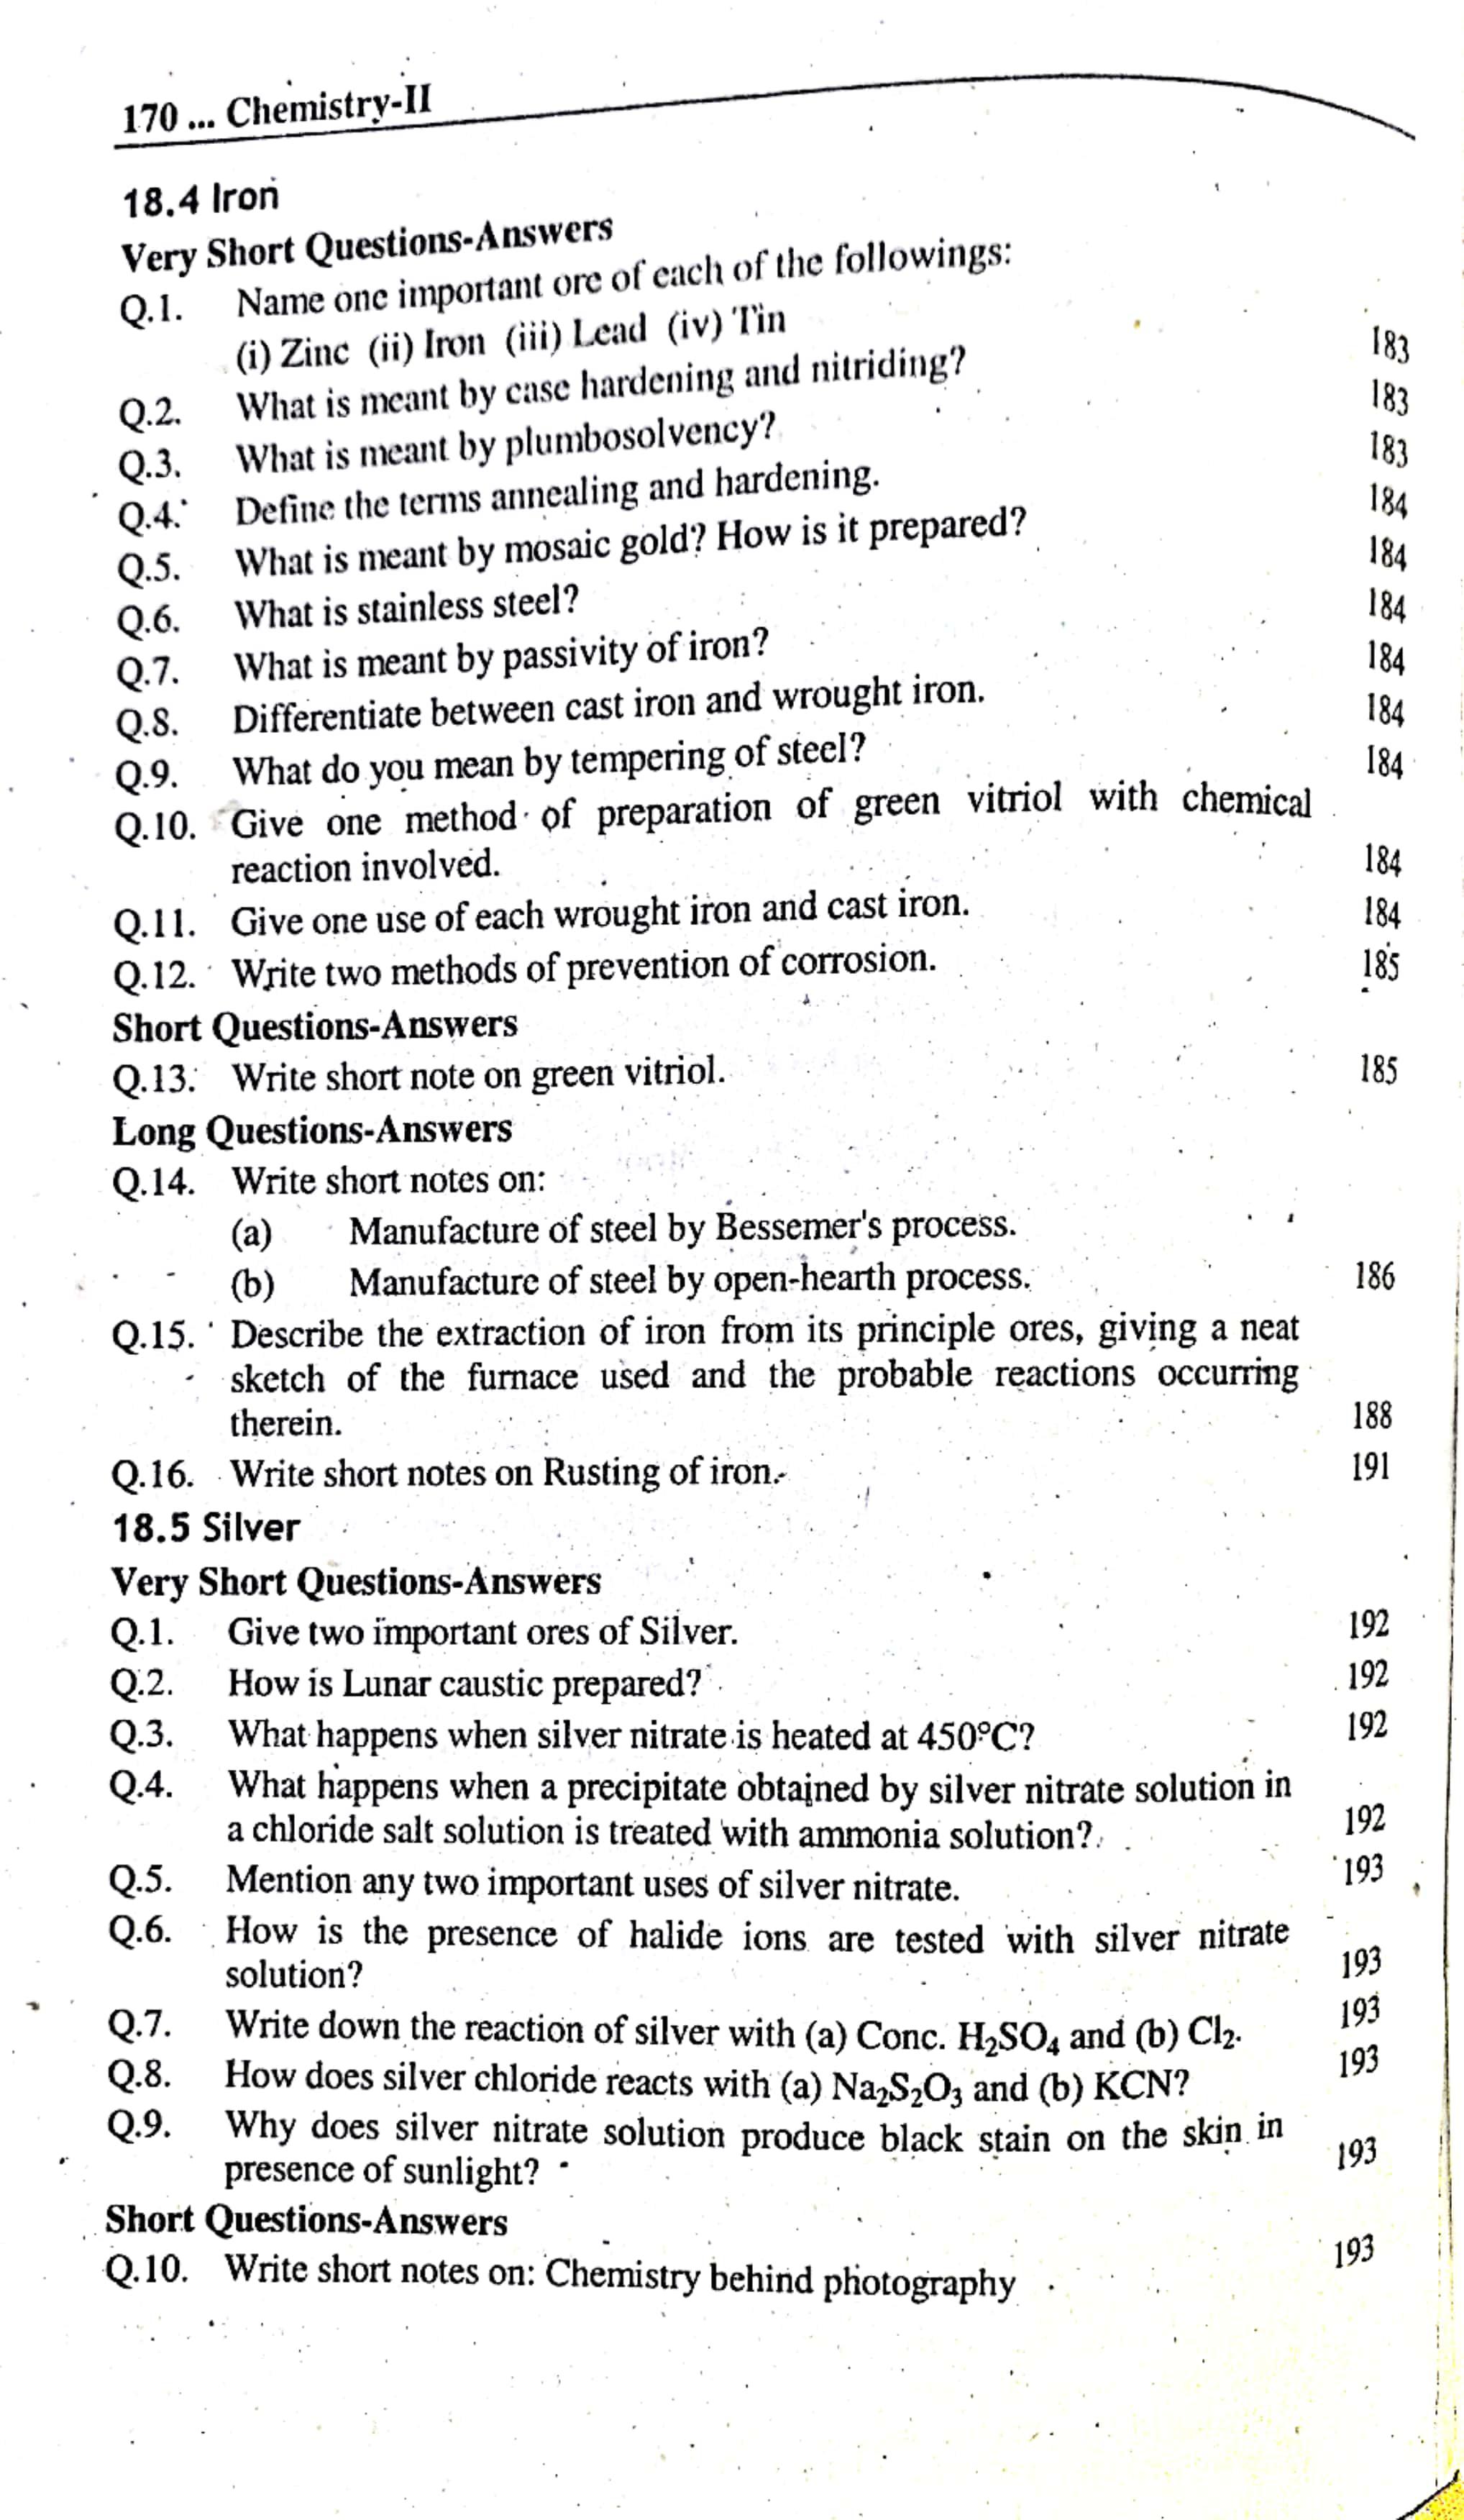 170 ... Chemistry-II
18.4 Iron
Very Short Questions-Answers
Q.1. Name one important ore of each of the followings:
(i) Zinc (ii) Iron (iii) Lead (iv) Tin 183
Q.2. What is meant by case hardening and nitriding? 183
Q.3. What is meant by plumbosolvency? 183
Q.4. Define the terms annealing and hardening. 184
Q.5. What is meant by mosaic gold? How is it prepared? 184
Q.6. What is stainless steel? 184
Q.7. What is meant by passivity of iron? 184
Q.8. Differentiate between cast iron and wrought iron. 184
Q.9. What do you mean by tempering of steel? 184
Q.10. Give one method of preparation of green vitriol with chemical
reaction involved. 184
Q.11. Give one use of each wrought iron and cast iron. 184
Q.12. Write two methods of prevention of corrosion. 185
Short Questions-Answers
Q.13. Write short note on green vitriol. 185
Long Questions-Answers
Q.14. Write short notes on:
(a) Manufacture of steel by Bessemer's process.
(b) Manufacture of steel by open-hearth process. 186
Q.15. Describe the extraction of iron from its principle ores, giving a neat
sketch of the furnace used and the probable reactions occurring
therein. 188
Q.16. Write short notes on Rusting of iron. 191
18.5 Silver
Very Short Questions-Answers
Q.1. Give two important ores of Silver. 192
Q.2. How is Lunar caustic prepared? 192
Q.3. What happens when silver nitrate is heated at 450°C? 192
Q.4. What happens when a precipitate obtained by silver nitrate solution in
a chloride salt solution is treated with ammonia solution? 192
Q.5. Mention any two important uses of silver nitrate. 193
Q.6. How is the presence of halide ions are tested with silver nitrate
solution? 193
Q.7. Write down the reaction of silver with (a) Conc. H₂SO₄ and (b) Cl₂. 193
Q.8. How does silver chloride reacts with (a) Na₂S₂O₃ and (b) KCN? 193
Q.9. Why does silver nitrate solution produce black stain on the skin in
presence of sunlight? 193
Short Questions-Answers
Q.10. Write short notes on: Chemistry behind photography 193